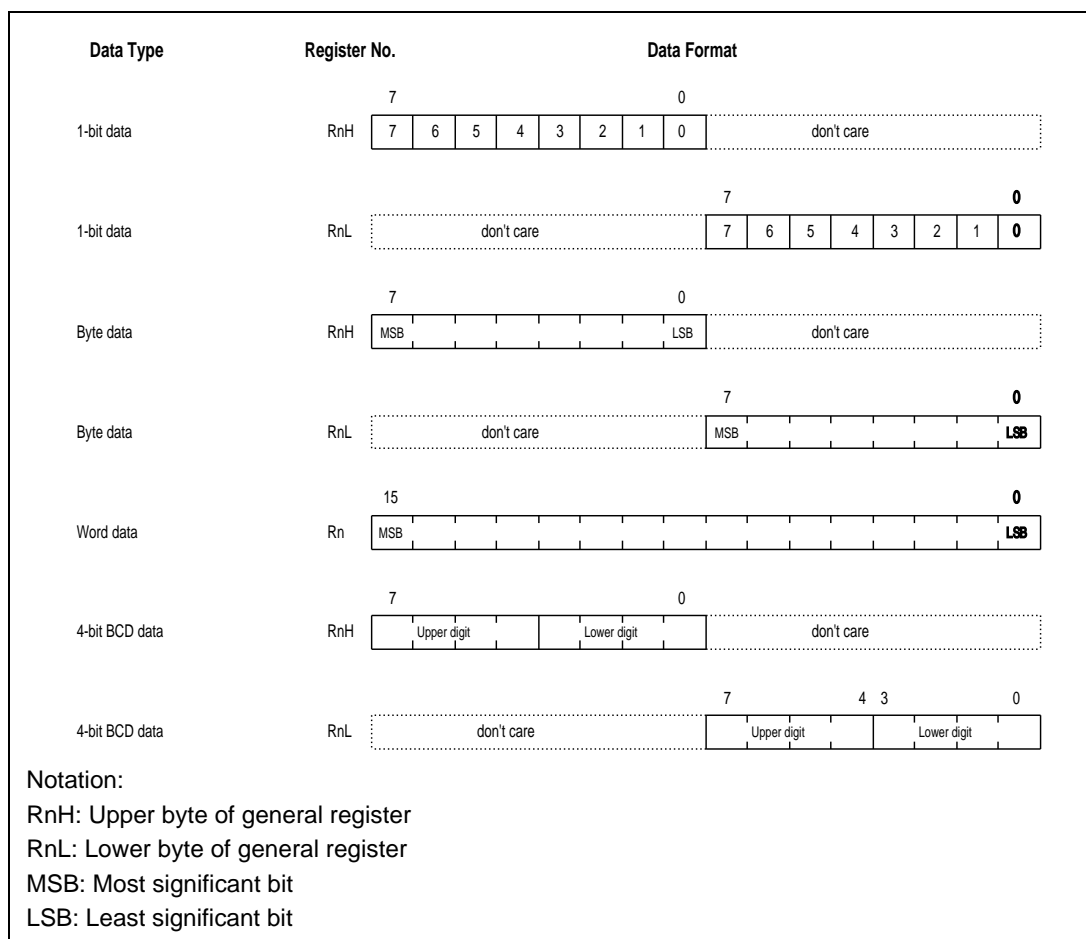 Data Type Register No. Data Format
7 0
1-bit data RnH 7 6 5 4 3 2 1 0 don't care
7 0
1-bit data RnL don't care 7 6 5 4 3 2 1 0
7 0
Byte data RnH MSB LSB don't care
7 0
Byte data RnL don't care MSB LSB
15 0
Word data Rn MSB LSB
7 0
4-bit BCD data RnH Upper digit Lower digit don't care
7 4 3 0
4-bit BCD data RnL don't care Upper digit Lower digit
Notation:
RnH: Upper byte of general register
RnL: Lower byte of general register
MSB: Most significant bit
LSB: Least significant bit